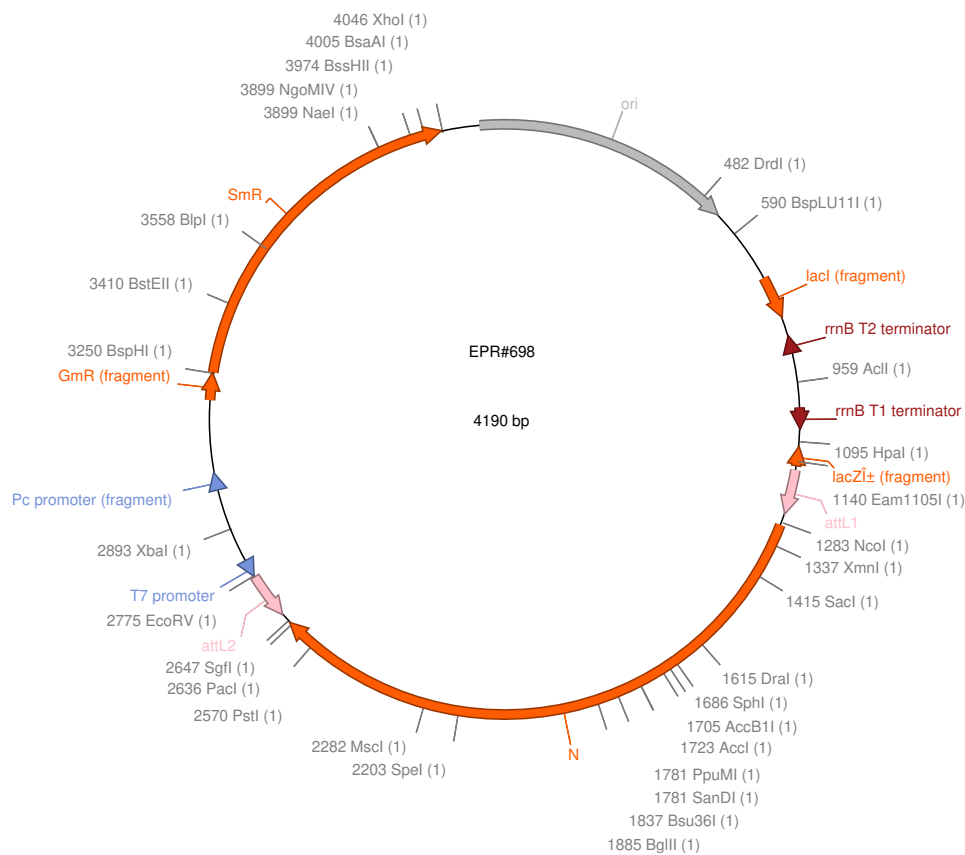 4046 XhoI (1)
4005 BsaAI (1)
3974 BssHII (1)
3899 NgoMIV (1)
3899 NaeI (1)
ori
482 DrdI (1)
590 BspLU11I (1)
SmR
3558 BlpI (1)
3410 BstEII (1)
3250 BspHI (1)
GmR (fragment)
lacI (fragment)
rrnB T2 terminator
959 AclI (1)
rrnB T1 terminator
1095 HpaI (1)
lacZÎ± (fragment)
1140 Eam1105I (1)
attL1
1283 NcoI (1)
1337 XmnI (1)
1415 SacI (1)
EPR#698
4190 bp
Pc promoter (fragment)
2893 XbaI (1)
T7 promoter
2775 EcoRV (1)
attL2
2647 SgfI (1)
2636 PacI (1)
2570 PstI (1)
2282 MscI (1)
2203 SpeI (1)
N
1615 DraI (1)
1686 SphI (1)
1705 AccB1I (1)
1723 AccI (1)
1781 PpuMI (1)
1781 SanDI (1)
1837 Bsu36I (1)
1885 BglII (1)